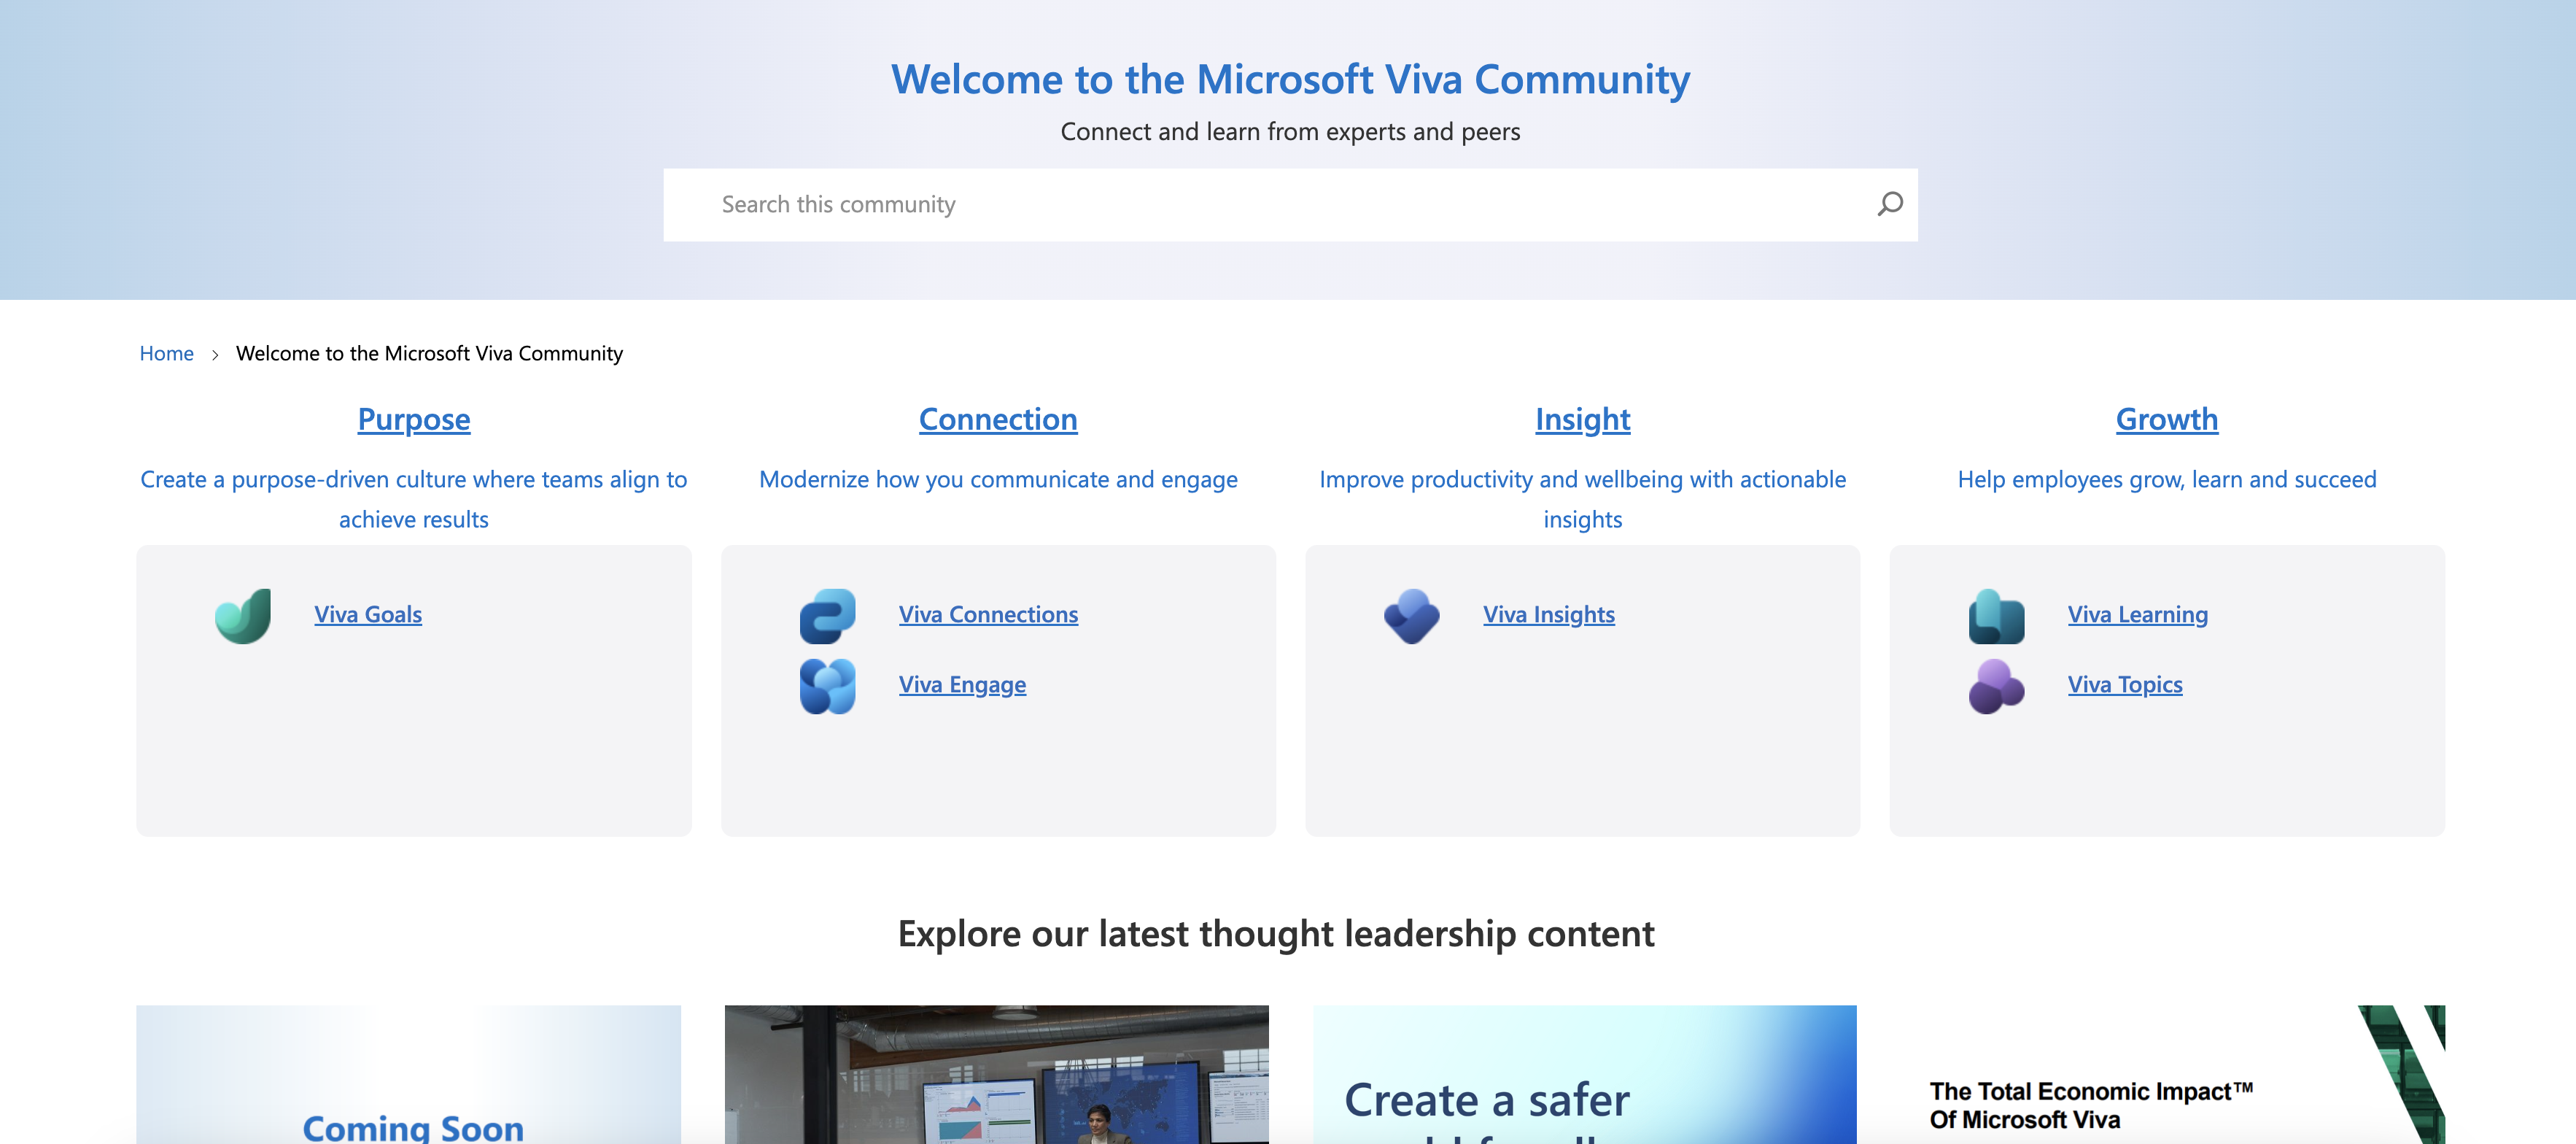 Welcome to the Microsoft Viva Community
Connect and learn from experts and peers
Search this community
Home > Welcome to the Microsoft Viva Community
Purpose
Create a purpose-driven culture where teams align to
achieve results
Viva Goals
Connection
Modernize how you communicate and engage
Viva Connections
Viva Engage
Insight
Improve productivity and wellbeing with actionable
insights
Viva Insights
Growth
Help employees grow, learn and succeed
Viva Learning
Viva Topics
Explore our latest thought leadership content
Coming Soon
Create a safer
The Total Economic Impact™
Of Microsoft Viva